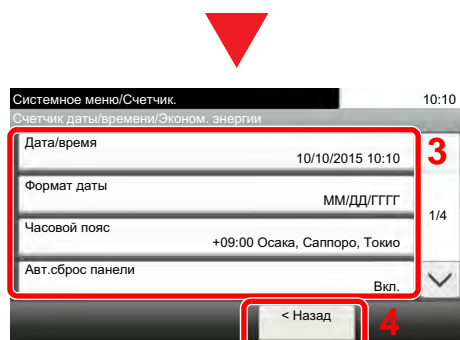 Системное меню/Счетчик.
10:10
Счетчик даты/времени/Эконом. энергии
Дата/время
10/10/2015 10:10
3
Формат даты
ММ/ДД/ГГГГ
1/4
Часовой пояс
+09:00 Осака, Саппоро, Токио
Авт.сброс панели
Вкл.
< Назад
4